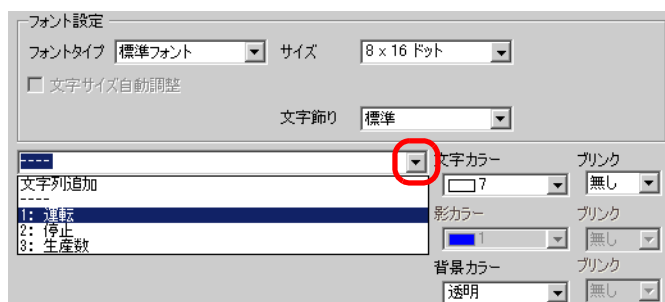 フォント設定
フォントタイプ 標準フォント サイズ 8 x 16 ドット
文字サイズ自動調整
文字飾り 標準
---- 文字カラー ブリンク
文字列追加 7 無し
----
1: 運転 影カラー ブリンク
2: 停止 1 無し
3: 生産数
背景カラー ブリンク
透明 無し